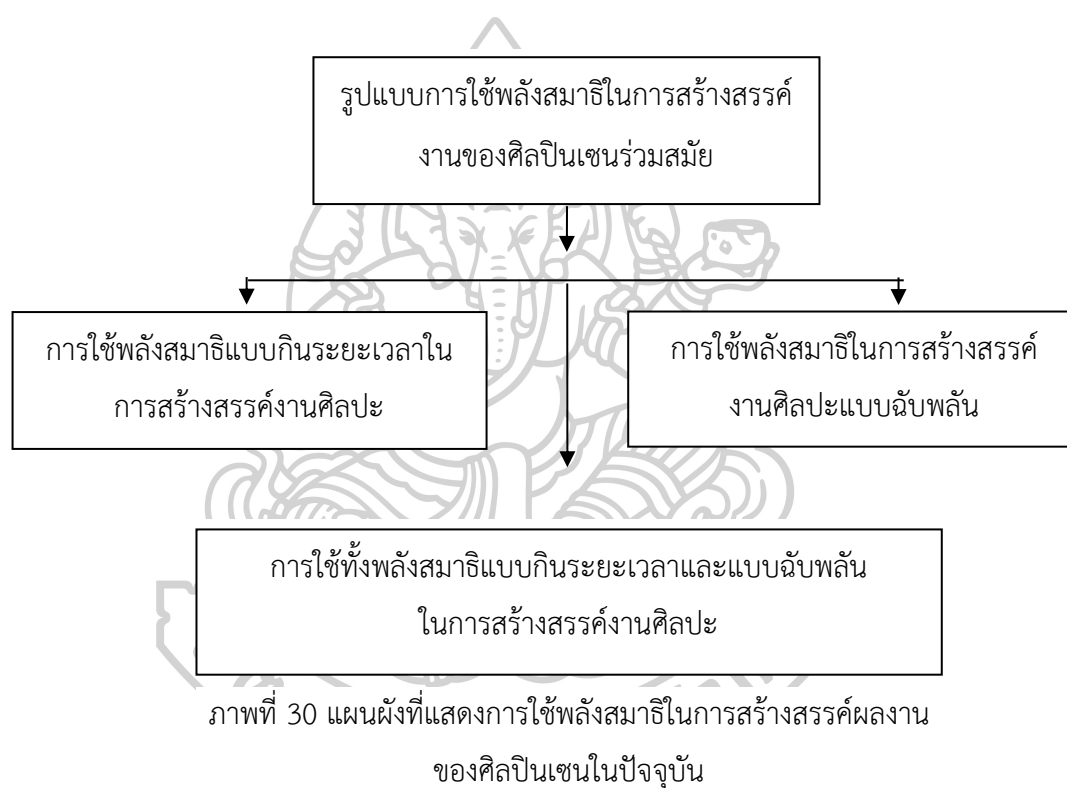 รูปแบบการใช้พลังสมาธิในการสร้างสรรค์
งานของศิลปินเซนร่วมสมัย
การใช้พลังสมาธิแบบกินระยะเวลาใน
การสร้างสรรค์งานศิลปะ
การใช้พลังสมาธิในการสร้างสรรค์
งานศิลปะแบบฉับพลัน
การใช้ทั้งพลังสมาธิแบบกินระยะเวลาและแบบฉับพลัน
ในการสร้างสรรค์งานศิลปะ
ภาพที่ 30 แผนผังที่แสดงการใช้พลังสมาธิในการสร้างสรรค์ผลงาน
ของศิลปินเซนในปัจจุบัน